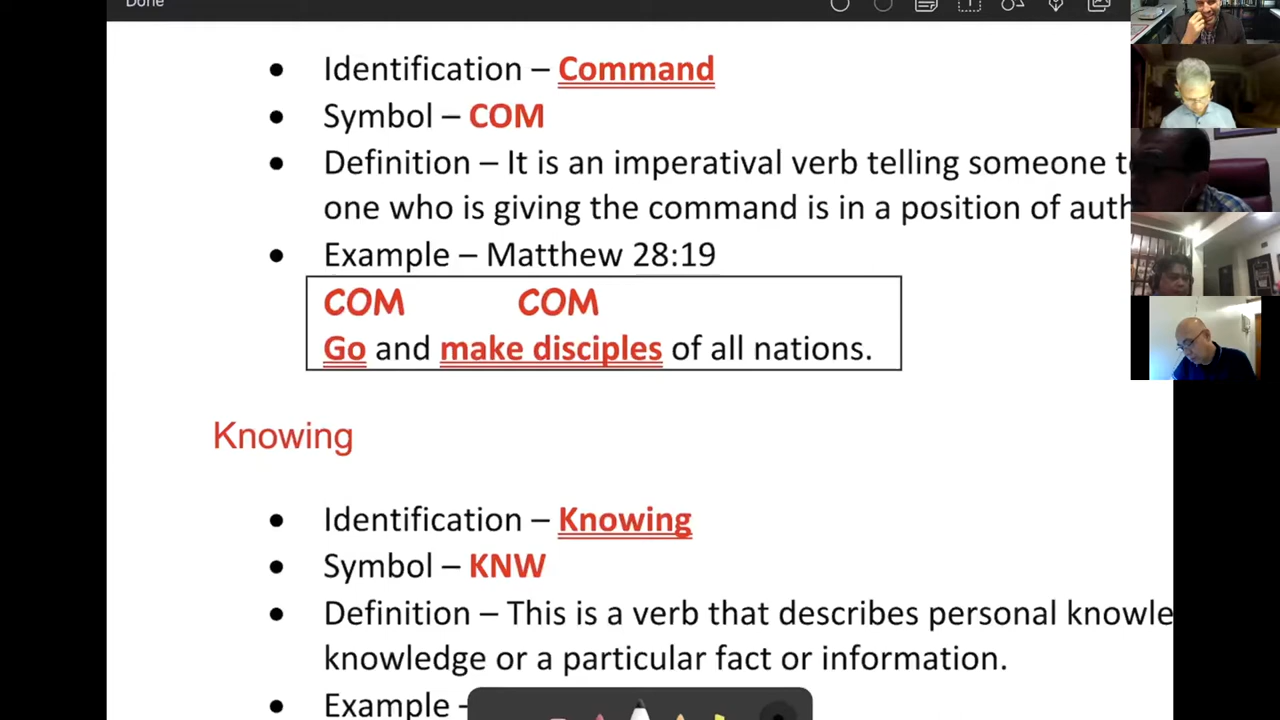 Done
• Identification – Command
• Symbol – COM
• Definition – It is an imperatival verb telling someone
one who is giving the command is in a position of
• Example – Matthew 28:19
COM COM
Go and make disciples of all nations.
Knowing
• Identification – Knowing
• Symbol – KNW
• Definition – This is a verb that describes personal
knowledge or a particular fact or information.
• Example –